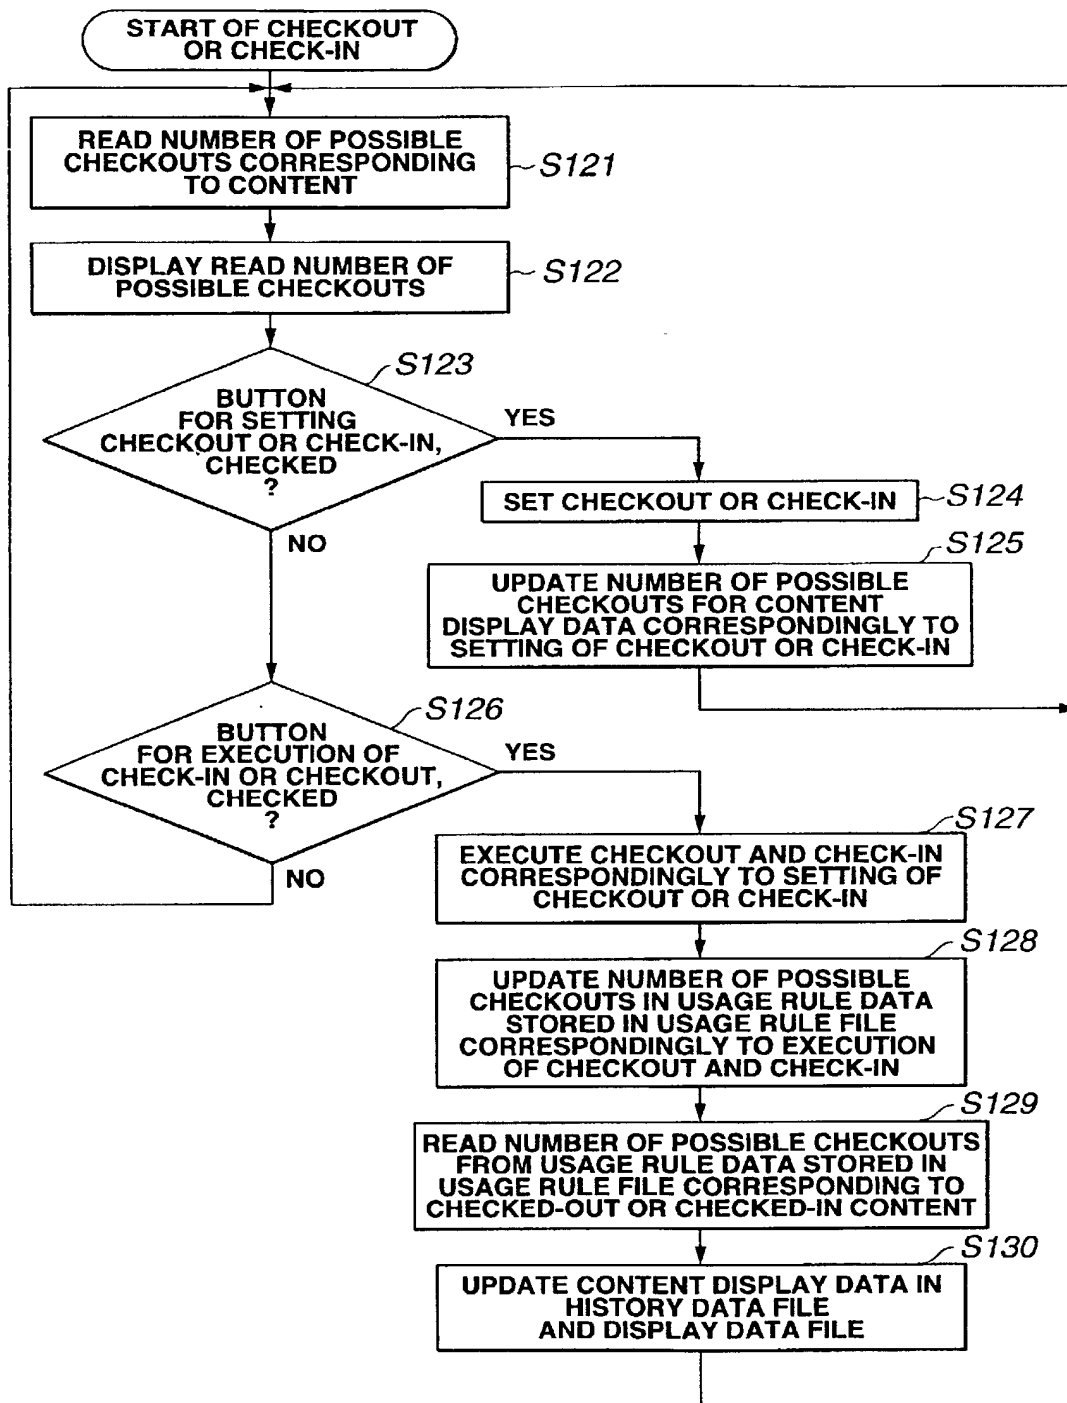 START OF CHECKOUT
OR CHECK-IN
READ NUMBER OF POSSIBLE
CHECKOUTS CORRESPONDING
TO CONTENT
S121
DISPLAY READ NUMBER OF
POSSIBLE CHECKOUTS
S122
S123
BUTTON
FOR SETTING
CHECKOUT OR CHECK-IN,
CHECKED
?
YES
NO
SET CHECKOUT OR CHECK-IN
S124
S125
UPDATE NUMBER OF POSSIBLE
CHECKOUTS FOR CONTENT
DISPLAY DATA CORRESPONDINGLY TO
SETTING OF CHECKOUT OR CHECK-IN
S126
BUTTON
FOR EXECUTION OF
CHECK-IN OR CHECKOUT,
CHECKED
?
YES
NO
S127
EXECUTE CHECKOUT AND CHECK-IN
CORRESPONDINGLY TO SETTING OF
CHECKOUT OR CHECK-IN
S128
UPDATE NUMBER OF POSSIBLE
CHECKOUTS IN USAGE RULE DATA
STORED IN USAGE RULE FILE
CORRESPONDINGLY TO EXECUTION
OF CHECKOUT AND CHECK-IN
S129
READ NUMBER OF POSSIBLE CHECKOUTS
FROM USAGE RULE DATA STORED IN
USAGE RULE FILE CORRESPONDING TO
CHECKED-OUT OR CHECKED-IN CONTENT
S130
UPDATE CONTENT DISPLAY DATA IN
HISTORY DATA FILE
AND DISPLAY DATA FILE